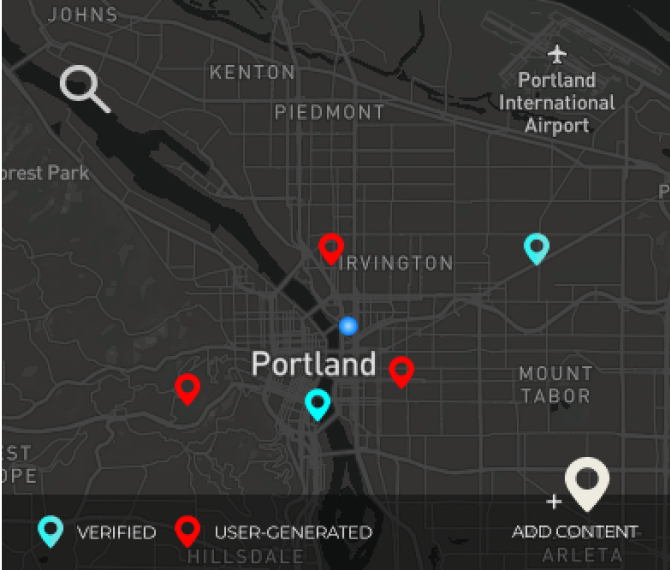 JOHNS
KENTON
PIEDMONT
Portland
International
Airport
orest Park
P
IRVINGTON
Portland
MOUNT
TABOR
EST
OPE
+
VERIFIED
USER-GENERATED
ADD CONTENT
HILLSDALE
ARLETA